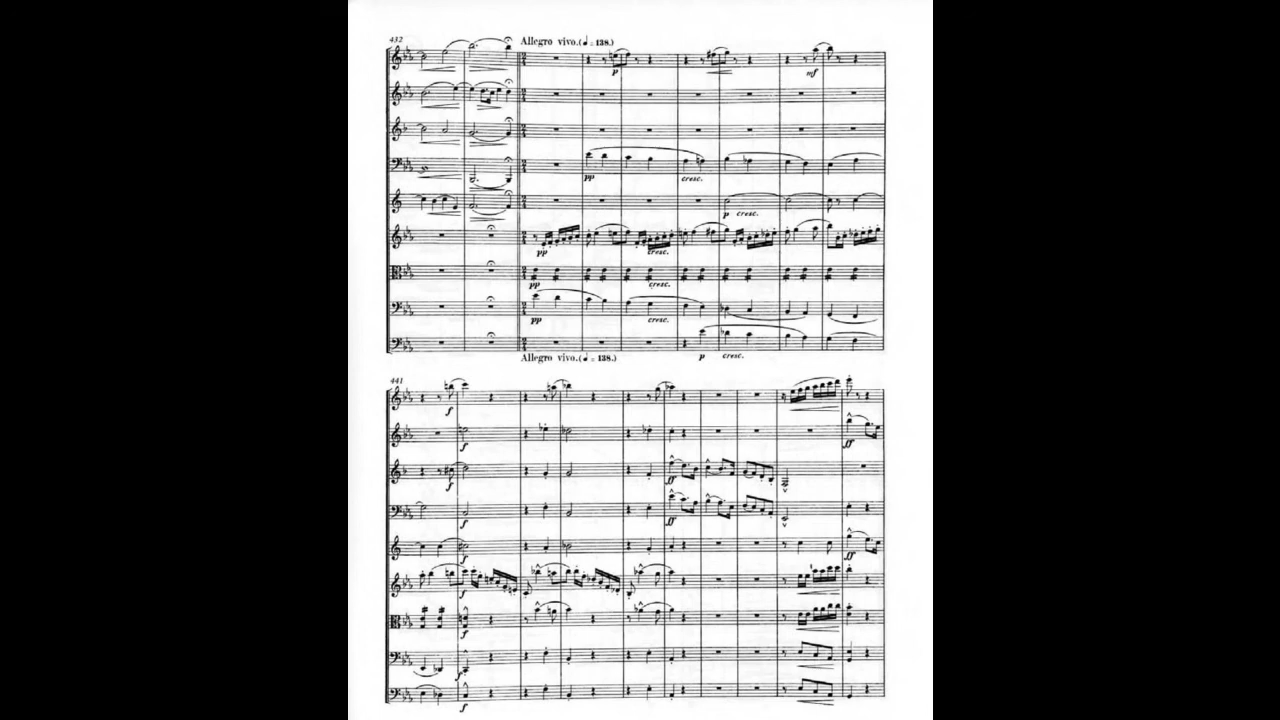 432
Allegro vivo.(♩=138.)
p
mf
pp
cresc.
p cresc.
pp
cresc.
pp
cresc.
pp
cresc.
p
cresc.
Allegro vivo.(♩=138.)
441
f
f
ff
f
ff
f
ff
f
ff
f
f
f
f
f